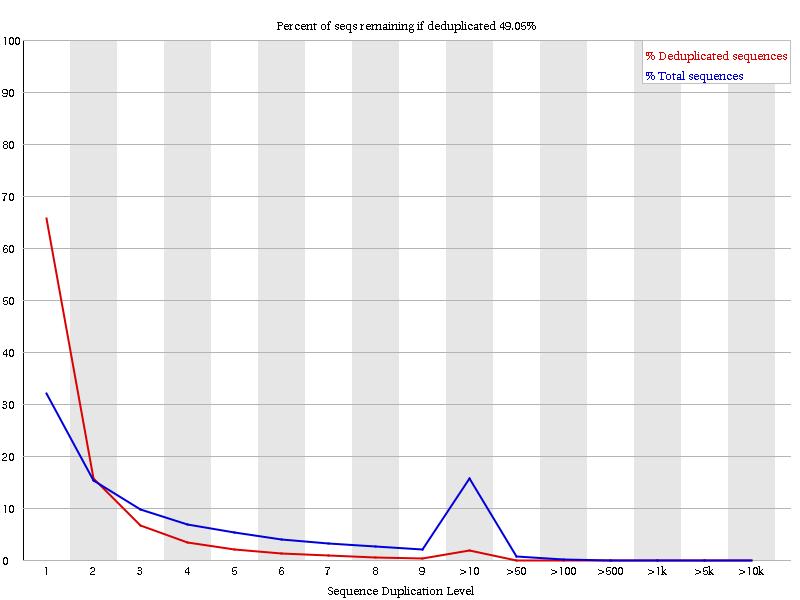 Percent of seqs remaining if deduplicated 49.05%
% Deduplicated sequences
% Total sequences
100
90
80
70
60
50
40
30
20
10
0
1 2 3 4 5 6 7 8 9 >10 >50 >100 >500 >1k >5k >10k
Sequence Duplication Level